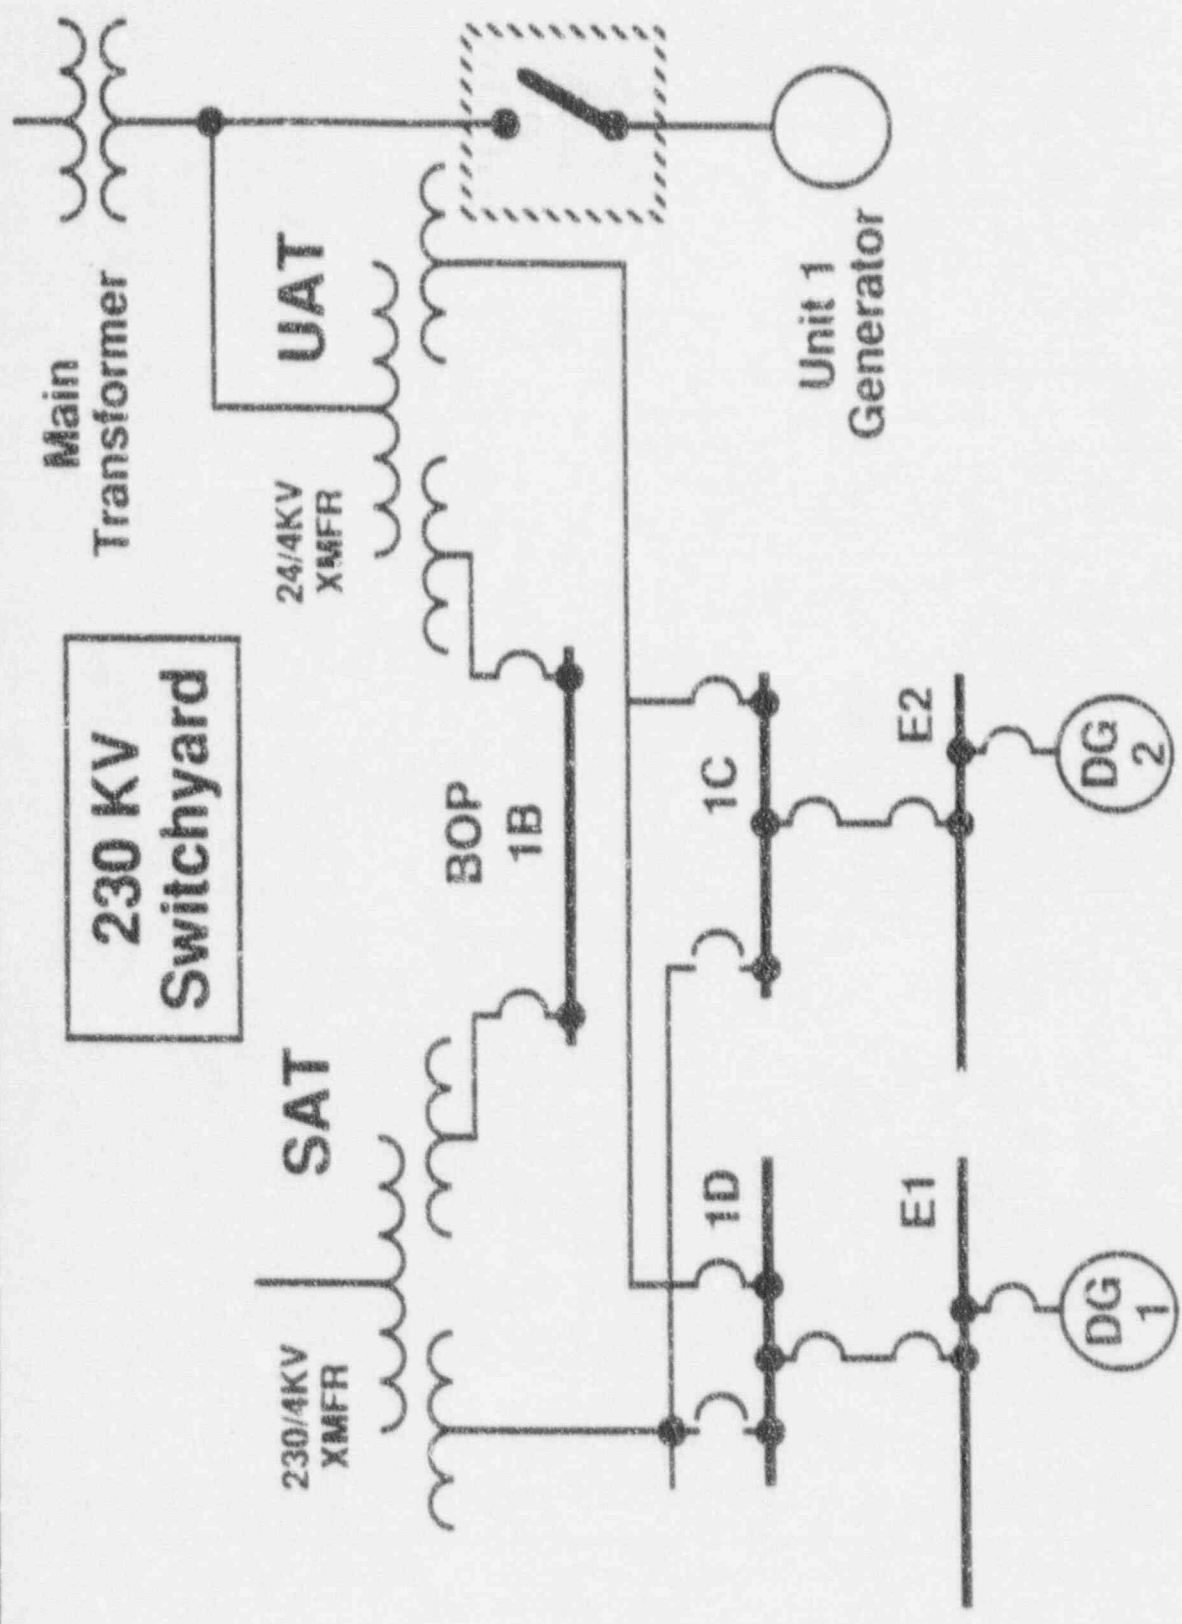 230 KV
Switchyard
Main
Transformer
SAT
UAT
230/4KV
XMFR
24/4KV
XMFR
BOP
1B
1D
1C
Unit 1
Generator
E1
E2
DG
1
DG
2